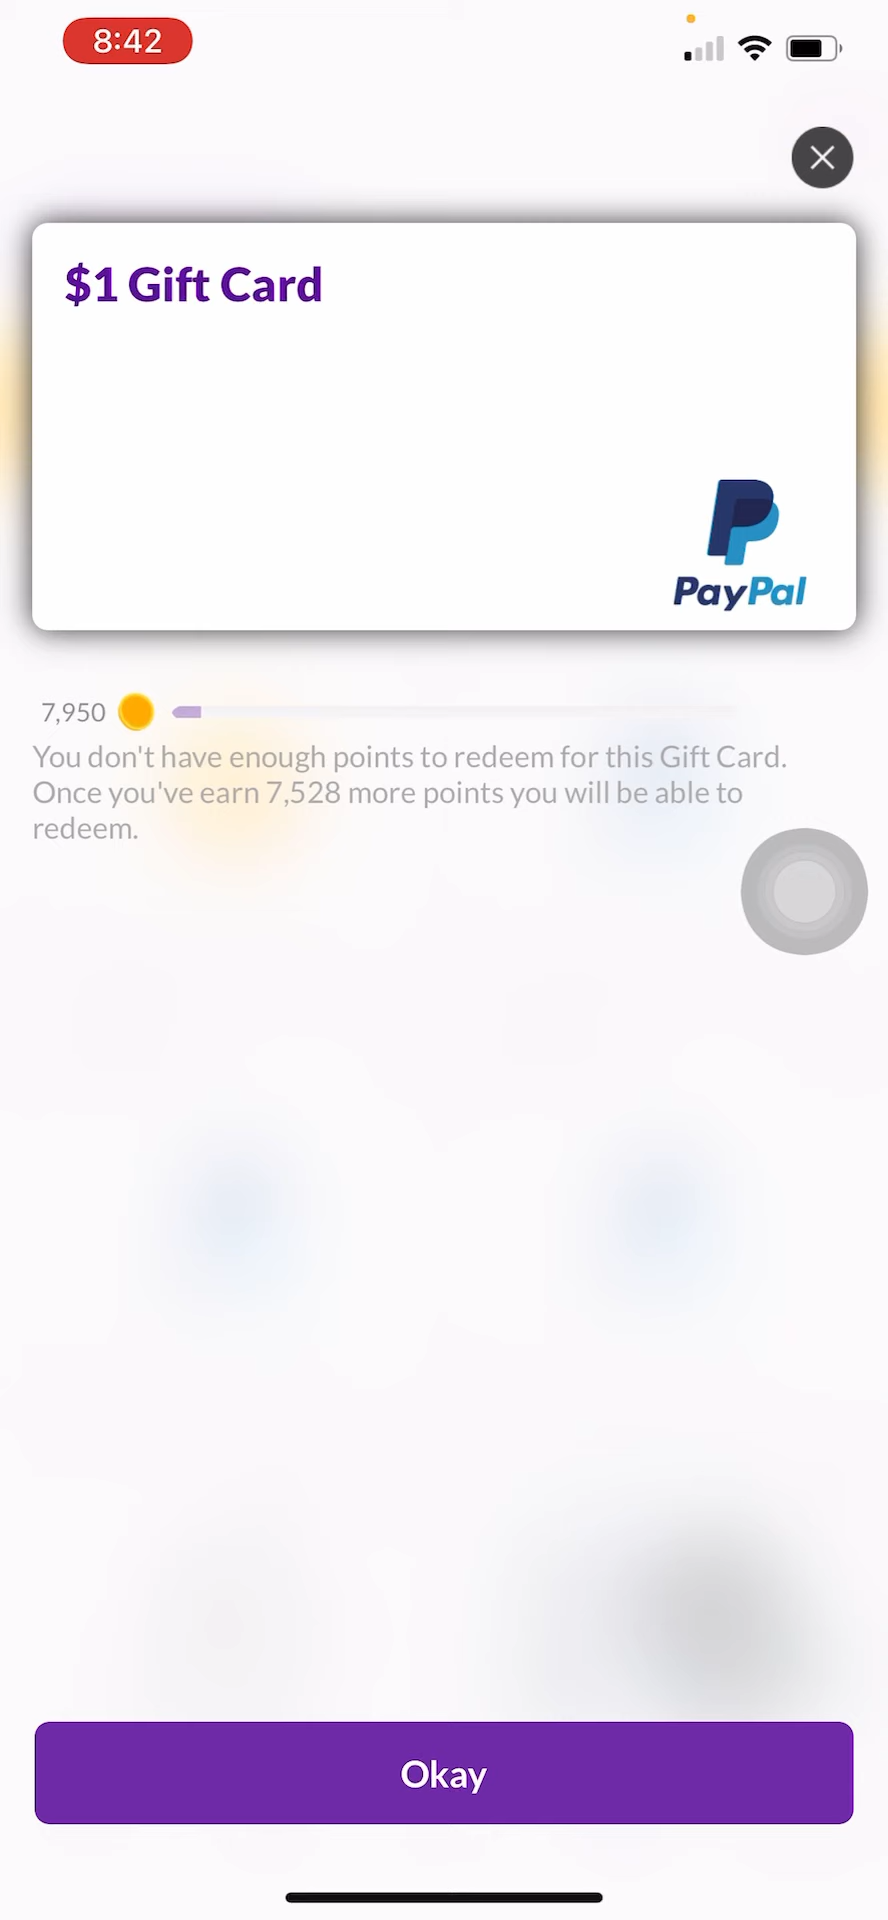 8:42
$1 Gift Card
PayPal
7,950
You don't have enough points to redeem for this Gift Card.
Once you've earn 7,528 more points you will be able to
redeem.
Okay